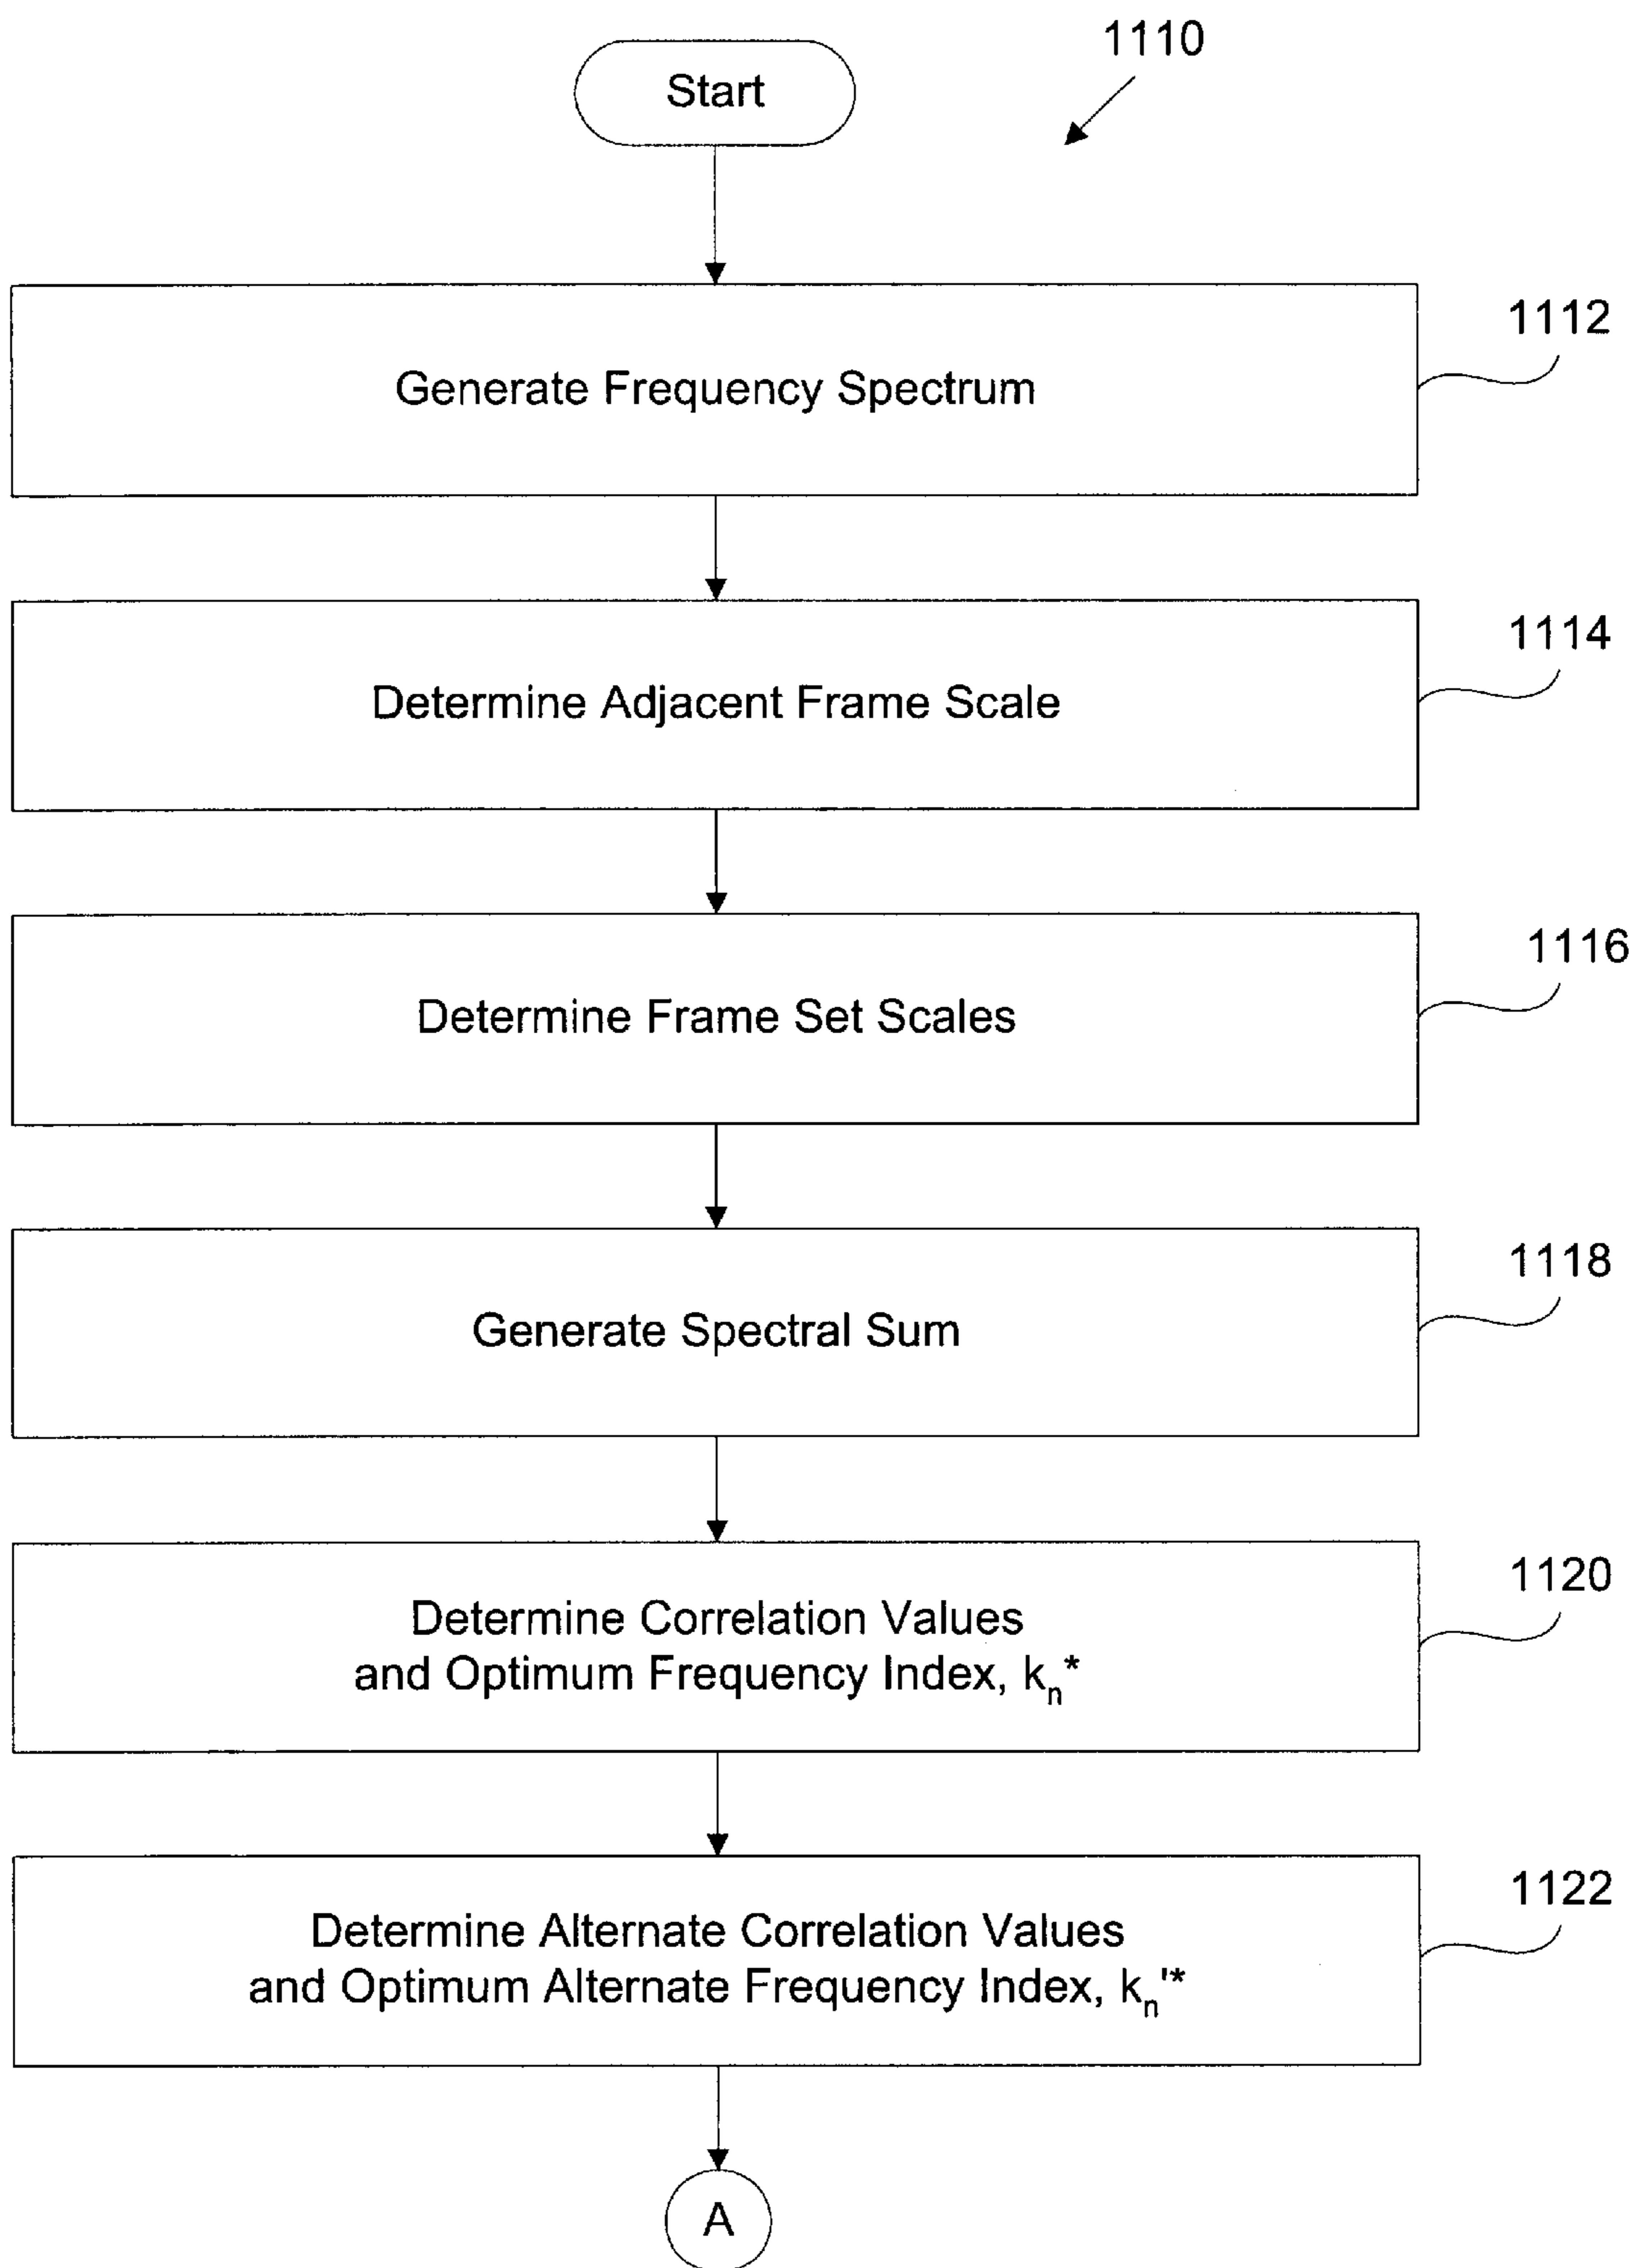 1110
Start
1112
Generate Frequency Spectrum
1114
Determine Adjacent Frame Scale
1116
Determine Frame Set Scales
1118
Generate Spectral Sum
1120
Determine Correlation Values
and Optimum Frequency Index, kₙ*
1122
Determine Alternate Correlation Values
and Optimum Alternate Frequency Index, kₙ'*
A